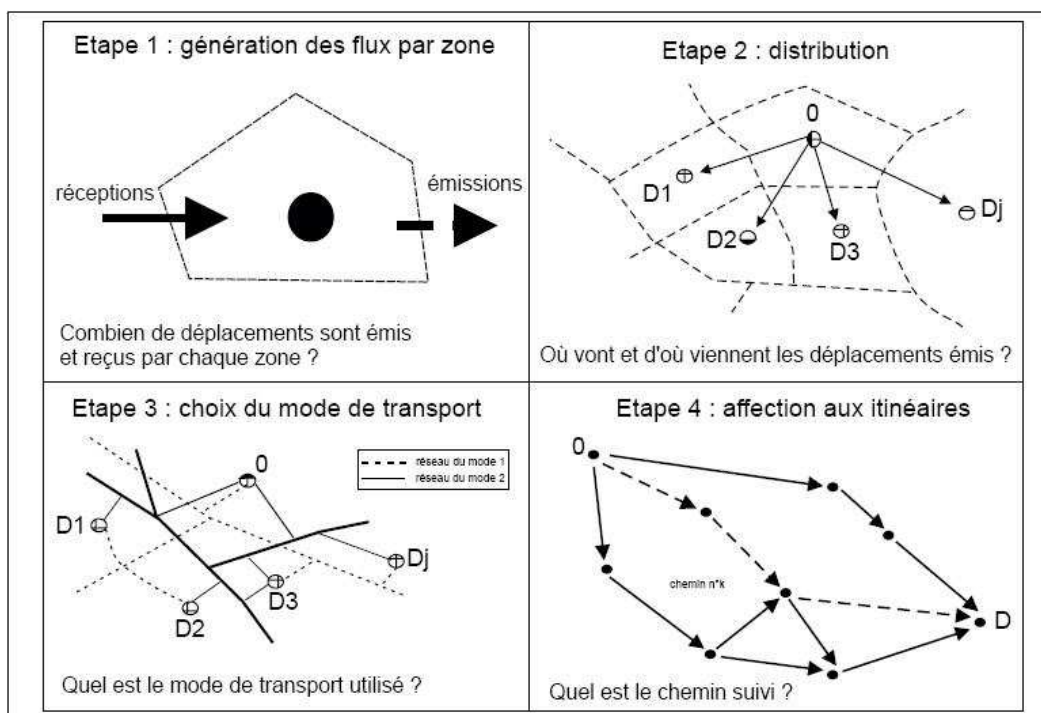 Etape 1 : génération des flux par zone
réceptions
émissions
Combien de déplacements sont émis
et reçus par chaque zone ?
Etape 2 : distribution
0
D1
D2
D3
Dj
Où vont et d'où viennent les déplacements émis ?
Etape 3 : choix du mode de transport
réseau du mode 1
réseau du mode 2
0
D1
D2
D3
Dj
Quel est le mode de transport utilisé ?
Etape 4 : affection aux itinéaires
0
chemin n°k
D
Quel est le chemin suivi ?